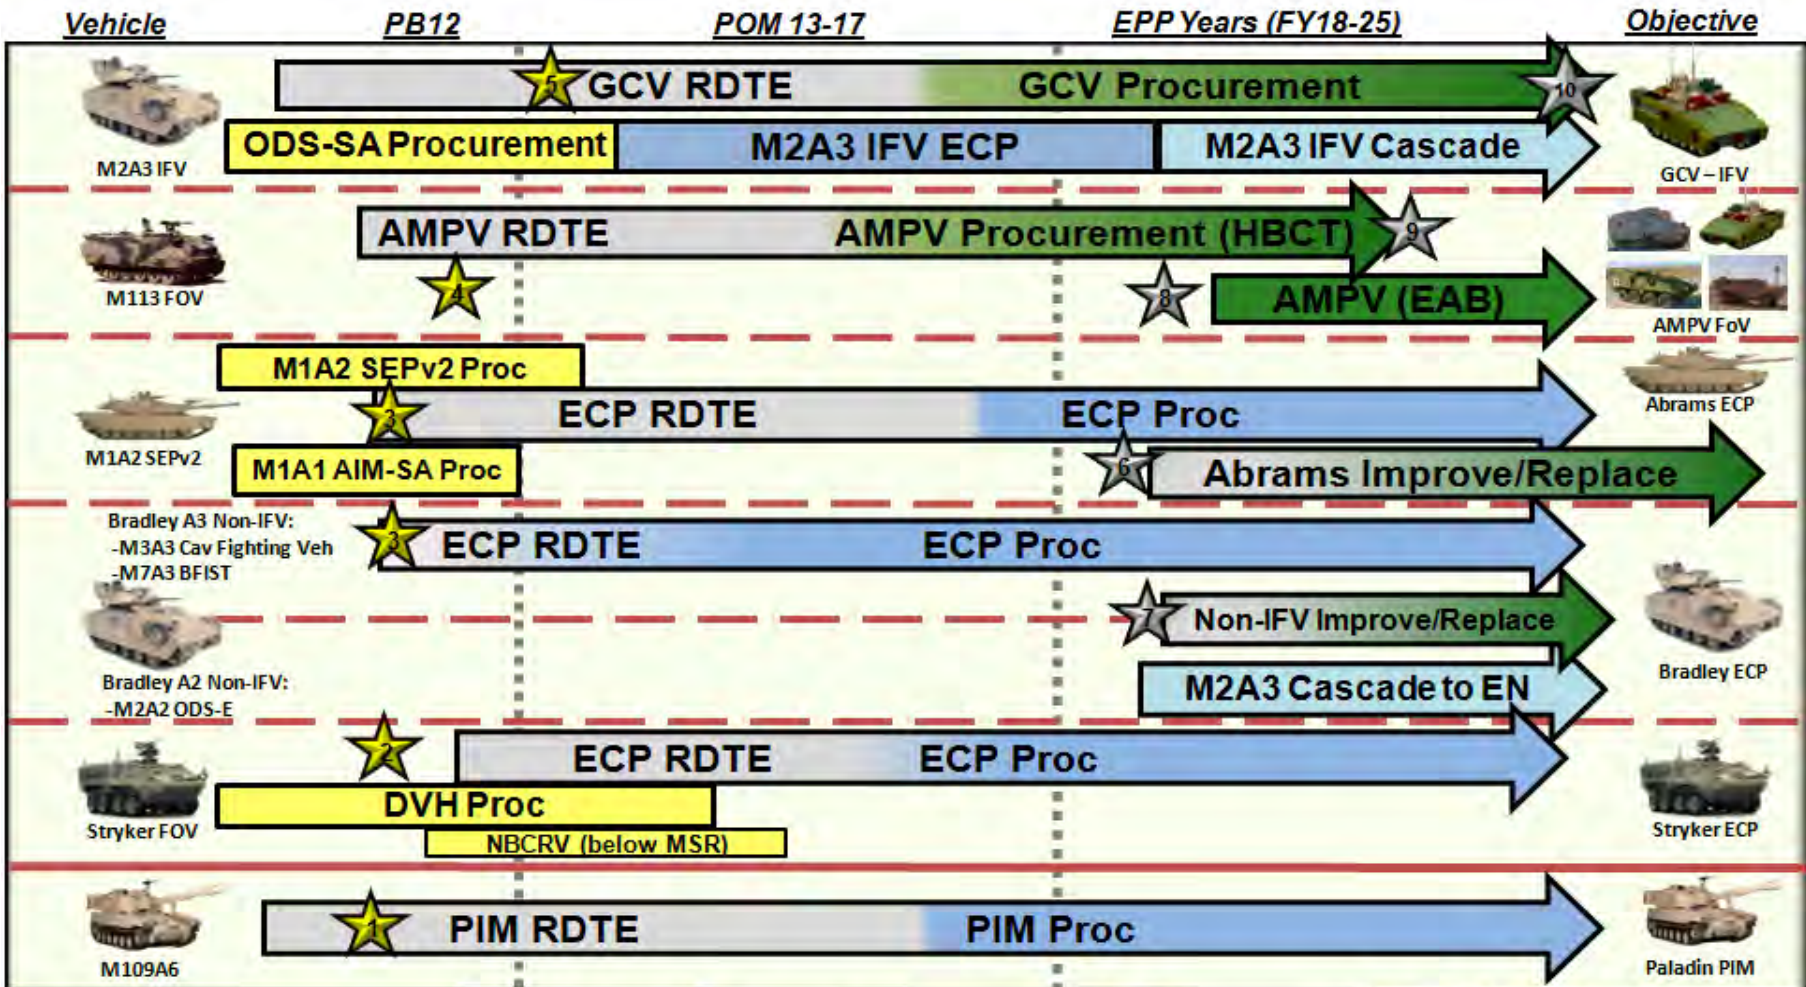 Vehicle PB12 POM 13-17 EPP Years (FY18-25) Objective
5 GCV RDTE GCV Procurement 10
ODS-SA Procurement M2A3 IFV ECP M2A3 IFV Cascade
M2A3 IFV
GCV – IFV
AMPV RDTE AMPV Procurement (HBCT) 9
M113 FOV
4 8 AMPV (EAB)
AMPV FoV
M1A2 SEPv2 Proc
3 ECP RDTE ECP Proc
Abrams ECP
M1A2 SEPv2
M1A1 AIM-SA Proc 6 Abrams Improve/Replace
Bradley A3 Non-IFV:
-M3A3 Cav Fighting Veh
-M7A3 BFIST
3 ECP RDTE ECP Proc
7 Non-IFV Improve/Replace
Bradley A2 Non-IFV:
-M2A2 ODS-E
M2A3 Cascade to EN
Bradley ECP
2 ECP RDTE ECP Proc
DVH Proc
Stryker FOV
NBCRV (below MSR)
Stryker ECP
1 PIM RDTE PIM Proc
M109A6
Paladin PIM